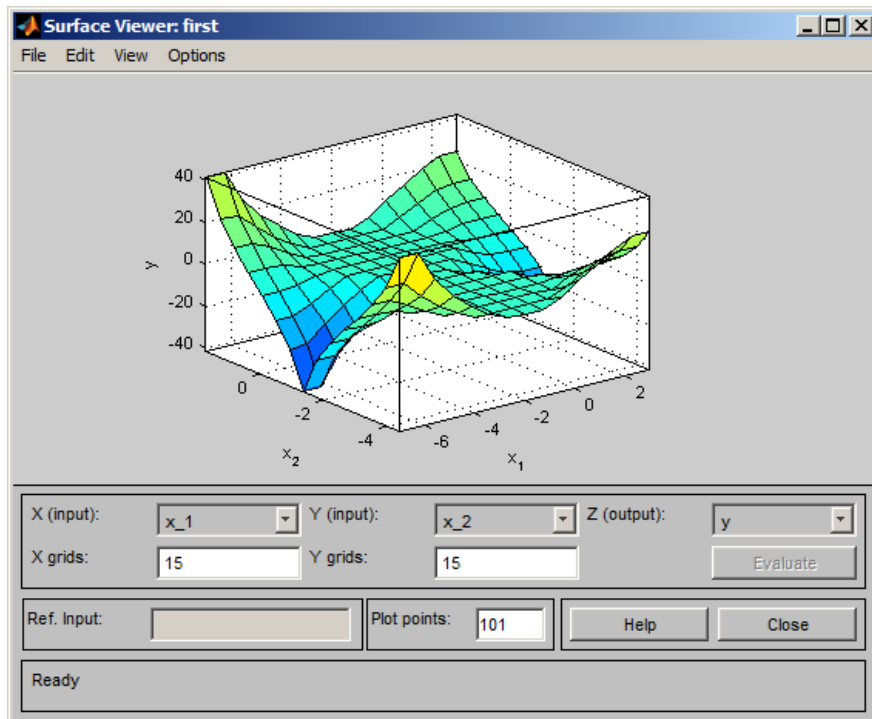 Surface Viewer: first
File Edit View Options
40
20
0
-20
-40
y
0
-2
-4
x2
-6
-4
-2
0
2
x1
X (input): x_1 Y (input): x_2 Z (output): y
X grids: 15 Y grids: 15 Evaluate
Ref. Input: Plot points: 101 Help Close
Ready